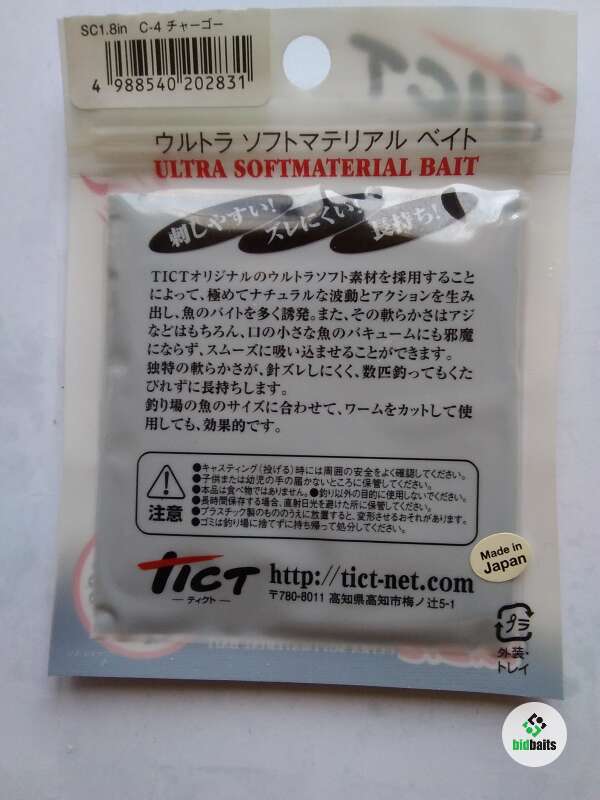 SC1.8in C-4 チャーゴー
4 988540 202831
TICT
ウルトラ ソフトマテリアル ベイト
ULTRA SOFTMATERIAL BAIT
刺しやすい! ズレにくい! 長持ち!
TICTオリジナルのウルトラソフト素材を採用すること
によって、極めてナチュラルな波動とアクションを生み
出し、魚のバイトを多く誘発。また、その軟らかさはアジ
などはもちろん、口の小さな魚のバキュームにも邪魔
にならず、スムーズに吸い込ませることができます。
独特の軟らかさが、針ズレしにくく、数匹釣ってもくた
びれずに長持ちします。
釣り場の魚のサイズに合わせて、ワームをカットして使
用しても、効果的です。
注意
●キャスティング(投げる)時には周囲の安全をよく確認してください。
●子供または幼児の手の届かないところに保管してください。
●本品は食べ物ではありません。●釣り以外の目的に使用しないでください。
●長時間保存する場合、直射日光を避けた所に保管してください。
●プラスチック製のもののうえに放置すると、変形させるおそれがあります。
●ゴミは釣り場に捨てずに持ち帰って処分してください。
TICT
ティクト
http://tict-net.com
〒780-8011 高知県高知市梅ノ辻5-1
Made in
Japan
プラ
外装・
トレイ
bidbaits